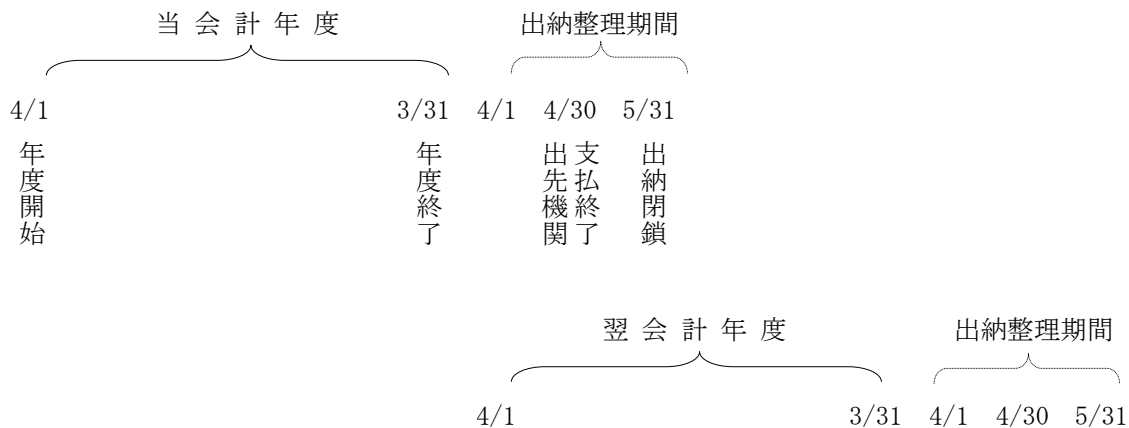 当会計年度 出納整理期間
4/1 3/31 4/1 4/30 5/31
年度開始
年度終了
出先機関
支払終了
出納閉鎖
翌会計年度 出納整理期間
4/1 3/31 4/1 4/30 5/31